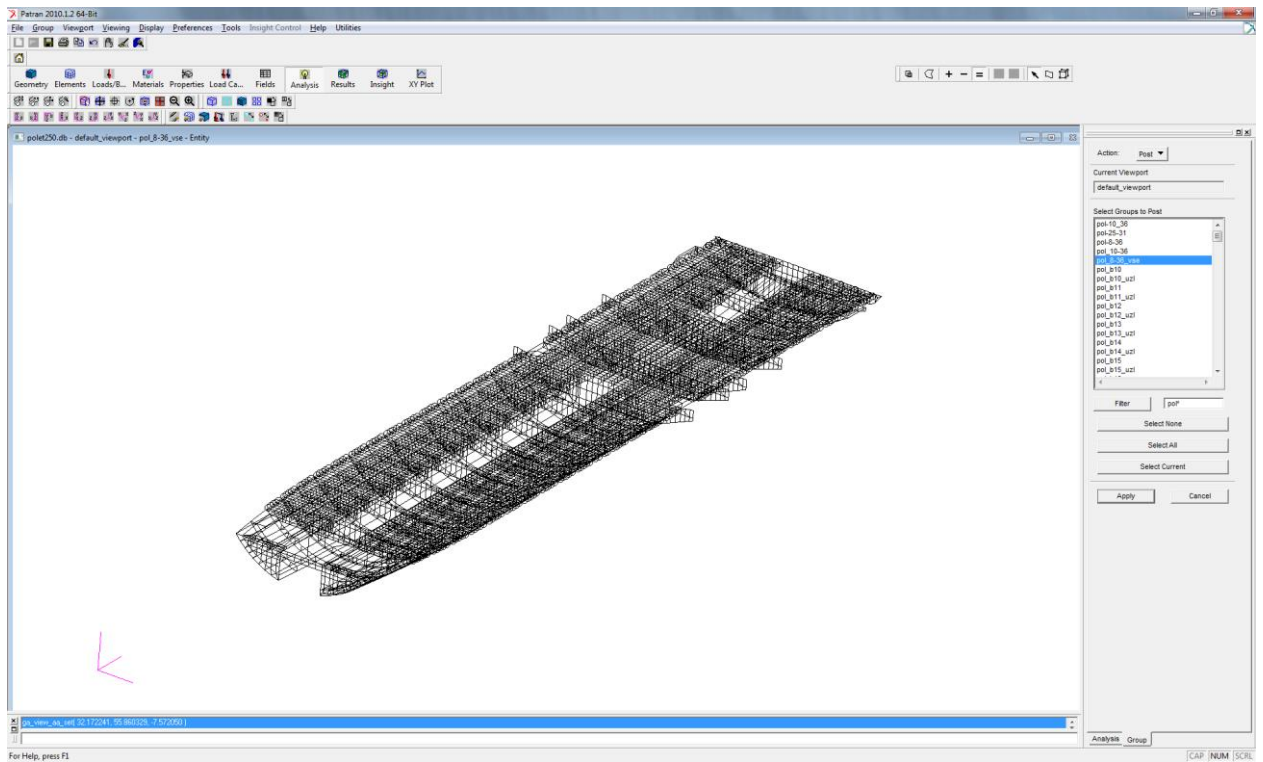 Patran 2010.1.2 64-Bit
File Group Viewport Viewing Display Preferences Tools Insight Control Help Utilities
Geometry Elements Loads/B... Materials Properties Load Ca... Fields Analysis Results Insight XY Plot
polet250.db - default_viewport - pol_8-36_vse - Entity
Action: Post
Current Viewport
default_viewport
Select Groups to Post
pol-10_36
pol-25-31
pol-8-36
pol_10-36
pol_8-36_vse
pol_b10
pol_b10_uzl
pol_b11
pol_b11_uzl
pol_b12
pol_b12_uzl
pol_b13
pol_b13_uzl
pol_b14
pol_b14_uzl
pol_b15
pol_b15_uzl
Filter pol*
Select None
Select All
Select Current
Apply Cancel
ga_view_aa_set( 32.172241, 55.860329, -7.572050 )
Analysis Group
For Help, press F1
CAP NUM SCRL